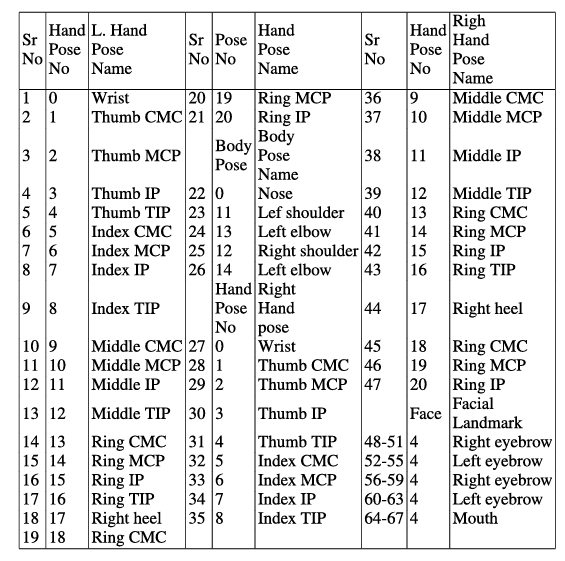 Sr No | Hand Pose No | L. Hand Pose Name | Sr No | Pose No | Hand Pose Name | Sr No | Hand Pose No | Righ Hand Pose Name
1 | 0 | Wrist | 20 | 19 | Ring MCP | 36 | 9 | Middle CMC
2 | 1 | Thumb CMC | 21 | 20 | Ring IP | 37 | 10 | Middle MCP
3 | 2 | Thumb MCP | | Body Pose | Body Pose Name | 38 | 11 | Middle IP
4 | 3 | Thumb IP | 22 | 0 | Nose | 39 | 12 | Middle TIP
5 | 4 | Thumb TIP | 23 | 11 | Lef shoulder | 40 | 13 | Ring CMC
6 | 5 | Index CMC | 24 | 13 | Left elbow | 41 | 14 | Ring MCP
7 | 6 | Index MCP | 25 | 12 | Right shoulder | 42 | 15 | Ring IP
8 | 7 | Index IP | 26 | 14 | Left elbow | 43 | 16 | Ring TIP
9 | 8 | Index TIP | | Hand Pose No | Right Hand pose | 44 | 17 | Right heel
10 | 9 | Middle CMC | 27 | 0 | Wrist | 45 | 18 | Ring CMC
11 | 10 | Middle MCP | 28 | 1 | Thumb CMC | 46 | 19 | Ring MCP
12 | 11 | Middle IP | 29 | 2 | Thumb MCP | 47 | 20 | Ring IP
13 | 12 | Middle TIP | 30 | 3 | Thumb IP | | Face | Facial Landmark
14 | 13 | Ring CMC | 31 | 4 | Thumb TIP | 48-51 | 4 | Right eyebrow
15 | 14 | Ring MCP | 32 | 5 | Index CMC | 52-55 | 4 | Left eyebrow
16 | 15 | Ring IP | 33 | 6 | Index MCP | 56-59 | 4 | Right eyebrow
17 | 16 | Ring TIP | 34 | 7 | Index IP | 60-63 | 4 | Left eyebrow
18 | 17 | Right heel | 35 | 8 | Index TIP | 64-67 | 4 | Mouth
19 | 18 | Ring CMC